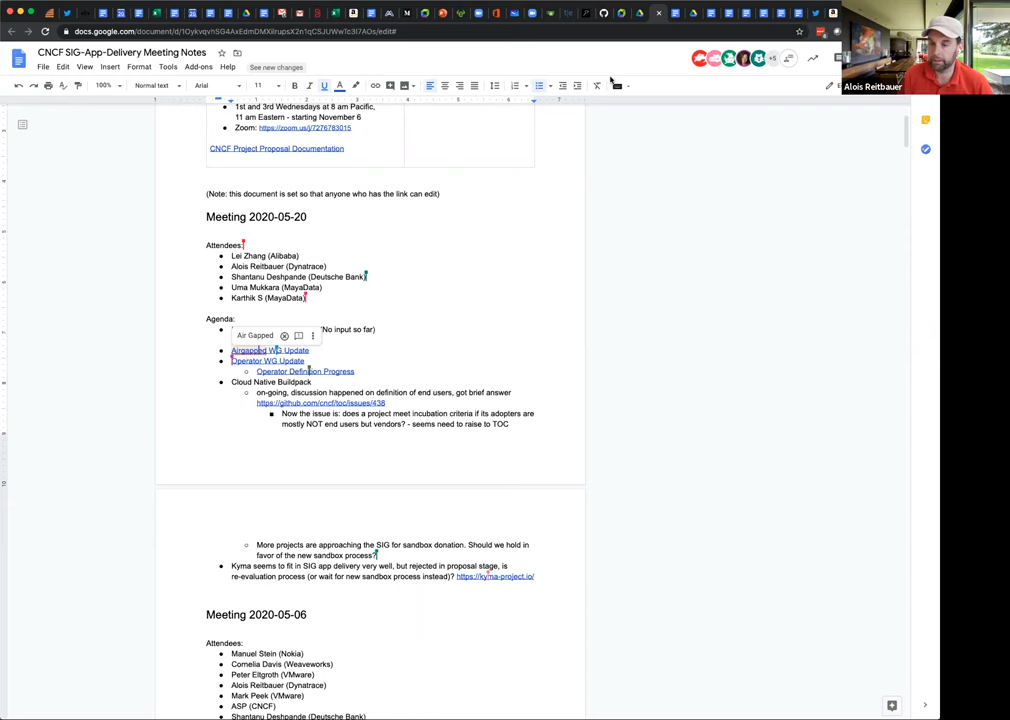 docs.google.com/document/d/1OykvqvhSG4AxEdmDMXilrupsX2n1qCSJUWwTc3I7AOs/edit#
CNCF SIG-App-Delivery Meeting Notes
File Edit View Insert Format Tools Add-ons Help See new changes
+5
100% Normal text Arial 11 B I U A
Alois Reitbauer
1st and 3rd Wednesdays at 8 am Pacific,
11 am Eastern - starting November 6
Zoom: https://zoom.us/j/7276783015
CNCF Project Proposal Documentation
(Note: this document is set so that anyone who has the link can edit)
Meeting 2020-05-20
Attendees:
Lei Zhang (Alibaba)
Alois Reitbauer (Dynatrace)
Shantanu Deshpande (Deutsche Bank)
Uma Mukkara (MayaData)
Karthik S (MayaData)
Agenda:
(No input so far)
Air Gapped
Airgapped WG Update
Operator WG Update
Operator Definition Progress
Cloud Native Buildpack
on-going, discussion happened on definition of end users, got brief answer
https://github.com/cncf/toc/issues/438
Now the issue is: does a project meet incubation criteria if its adopters are
mostly NOT end users but vendors? - seems need to raise to TOC
More projects are approaching the SIG for sandbox donation. Should we hold in
favor of the new sandbox process?
Kyma seems to fit in SIG app delivery very well, but rejected in proposal stage, is
re-evaluation process (or wait for new sandbox process instead)? https://kyma-project.io/
Meeting 2020-05-06
Attendees:
Manuel Stein (Nokia)
Cornelia Davis (Weaveworks)
Peter Eltgroth (VMware)
Alois Reitbauer (Dynatrace)
Mark Peek (VMware)
ASP (CNCF)
Shantanu Deshpande (Deutsche Bank)